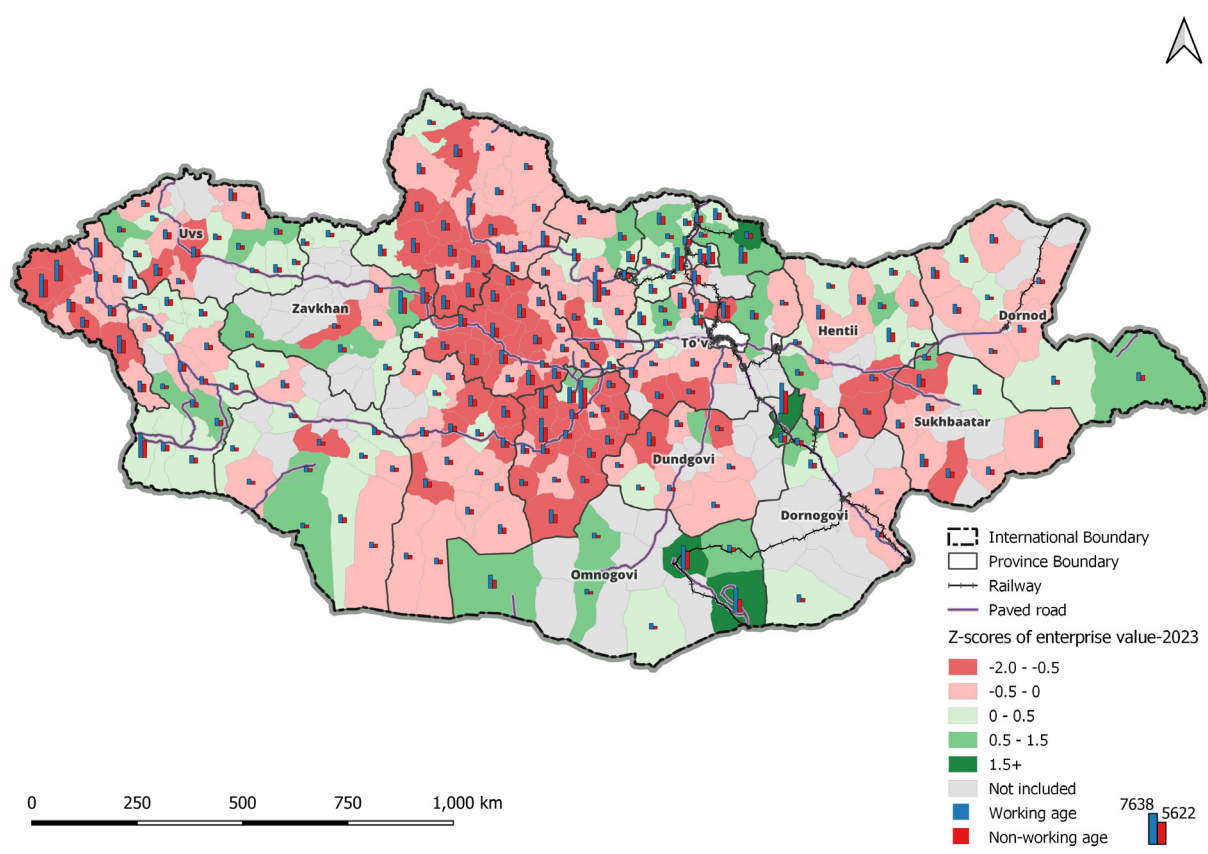 Uvs
Zavkhan
To'v
Hentii
Dornod
Sukhbaatar
Dundgovi
Dornogovi
Omnogovi
International Boundary
Province Boundary
Railway
Paved road
Z-scores of enterprise value-2023
-2.0 - -0.5
-0.5 - 0
0 - 0.5
0.5 - 1.5
1.5+
Not included
Working age
Non-working age
7638
5622
0 250 500 750 1,000 km